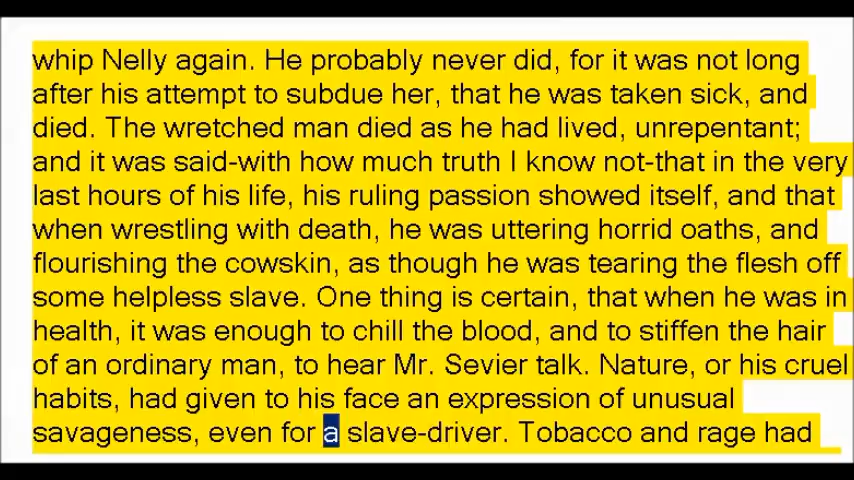 whip Nelly again. He probably never did, for it was not long
after his attempt to subdue her, that he was taken sick, and
died. The wretched man died as he had lived, unrepentant;
and it was said-with how much truth I know not-that in the very
last hours of his life, his ruling passion showed itself, and that
when wrestling with death, he was uttering horrid oaths, and
flourishing the cowskin, as though he was tearing the flesh off
some helpless slave. One thing is certain, that when he was in
health, it was enough to chill the blood, and to stiffen the hair
of an ordinary man, to hear Mr. Sevier talk. Nature, or his cruel
habits, had given to his face an expression of unusual
savageness, even for a slave-driver. Tobacco and rage had